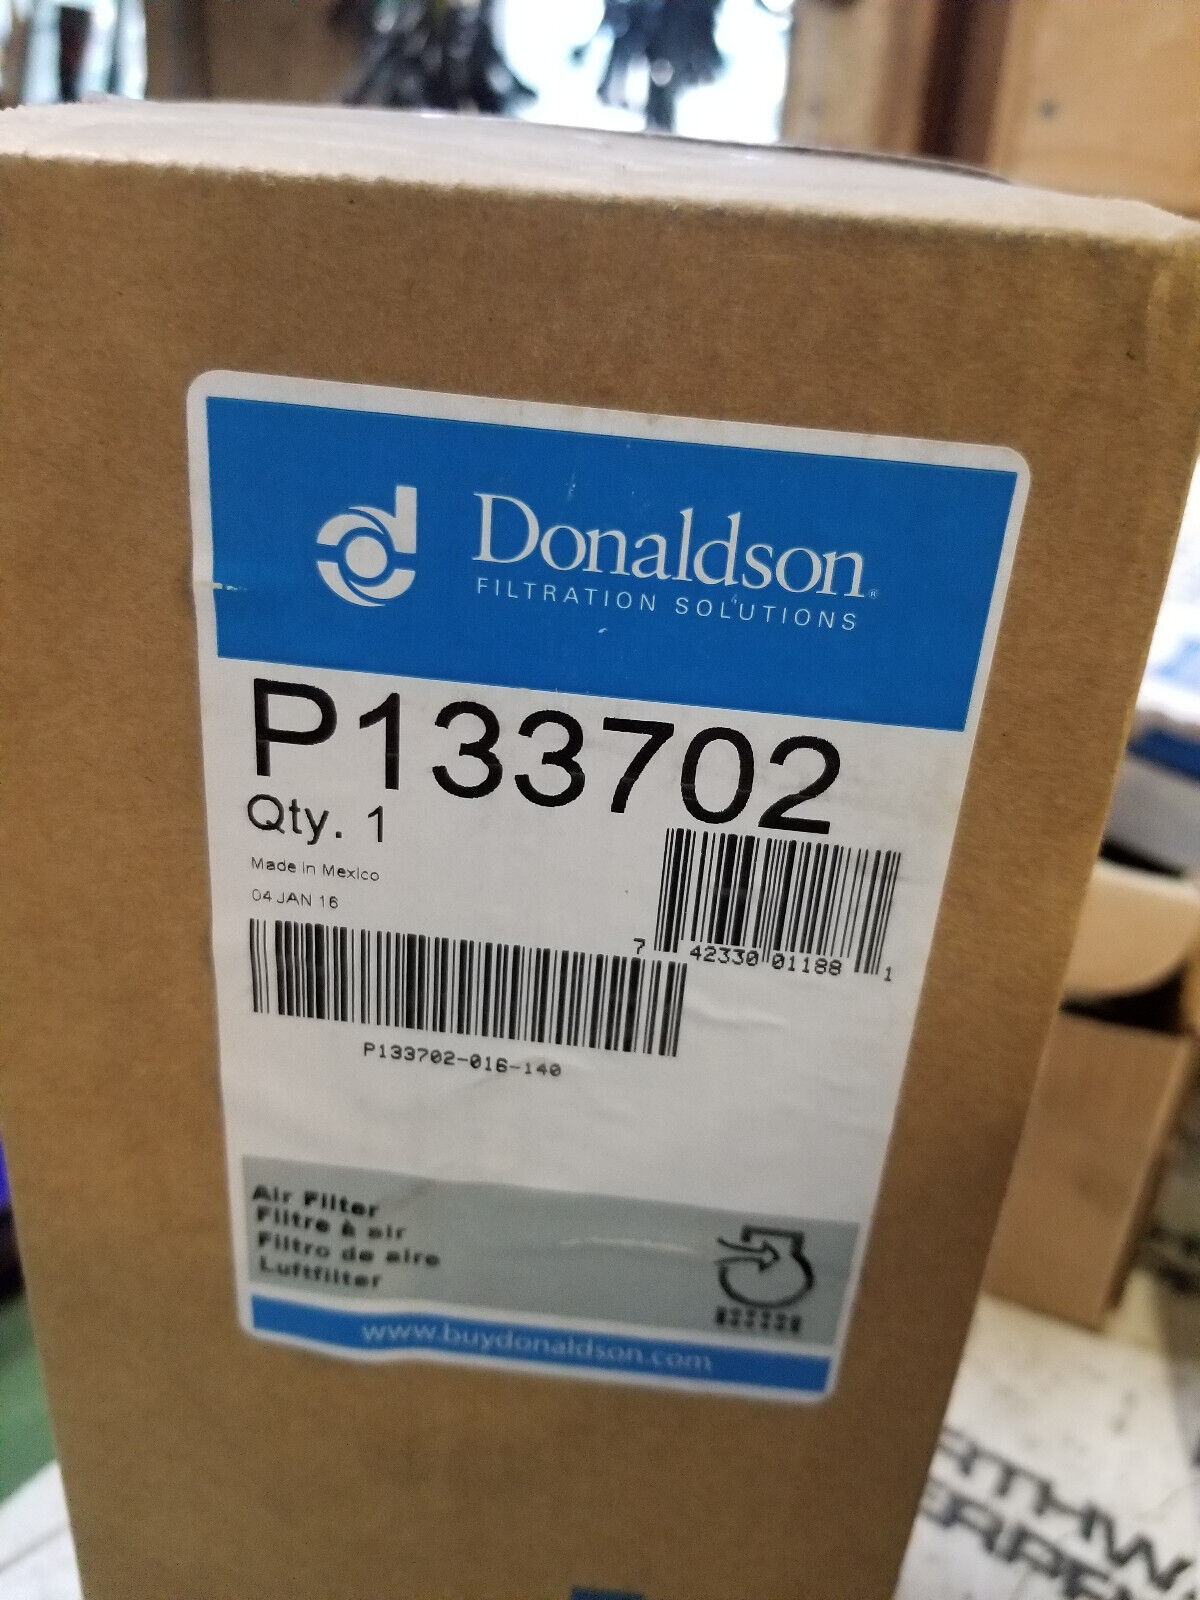 Donaldson®
FILTRATION SOLUTIONS
P133702
Qty. 1
Made in Mexico
04 JAN 16
7 42330 01188 1
P133702-016-140
Air Filter
Filtre à air
Filtro de aire
Luftfilter
www.buydonaldson.com